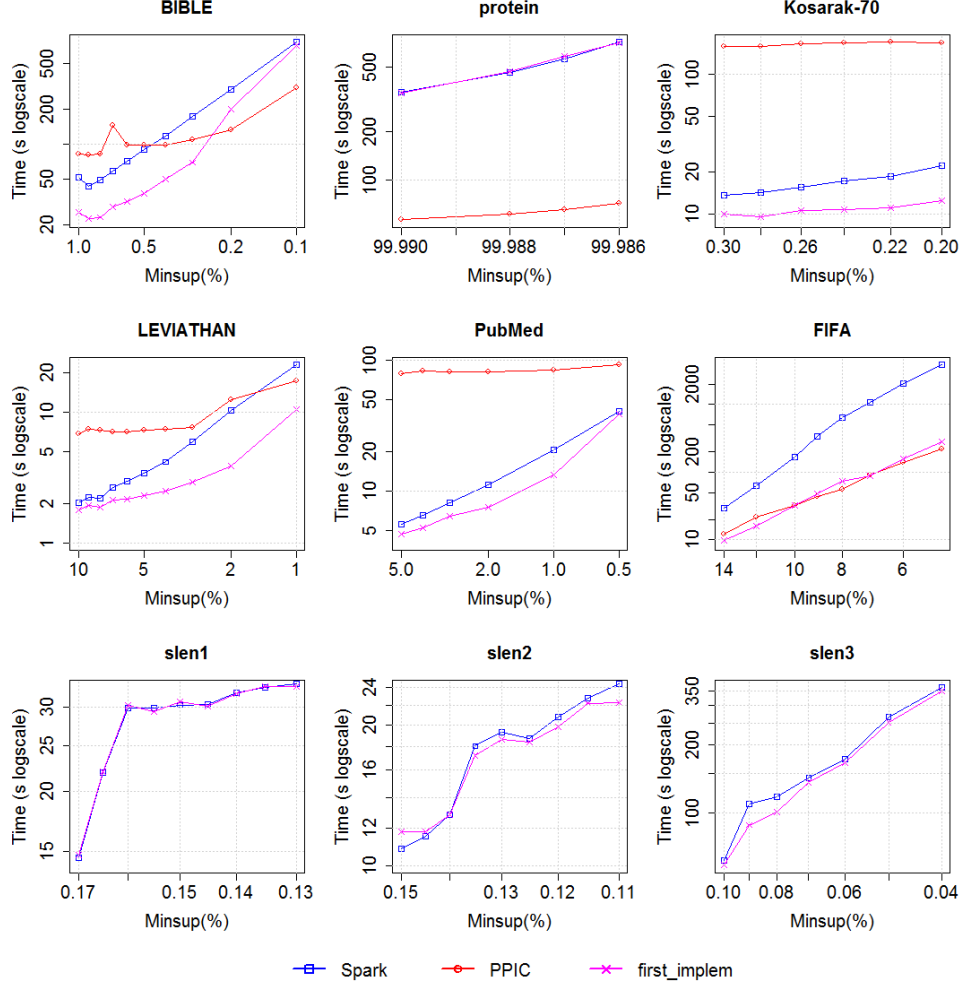 BIBLE
Time (s logscale)
500
200
50
20
1.0 0.5 0.2 0.1
Minsup(%)
protein
Time (s logscale)
500
200
100
99.990 99.988 99.986
Minsup(%)
Kosarak-70
Time (s logscale)
100
50
20
10
0.30 0.26 0.22 0.20
Minsup(%)
LEVIATHAN
Time (s logscale)
20
10
5
2
1
10 5 2 1
Minsup(%)
PubMed
Time (s logscale)
100
50
20
10
5
5.0 2.0 1.0 0.5
Minsup(%)
FIFA
Time (s logscale)
2000
200
50
10
14 10 8 6
Minsup(%)
slen1
Time (s logscale)
30
25
20
15
0.17 0.15 0.14 0.13
Minsup(%)
slen2
Time (s logscale)
24
20
16
12
10
0.15 0.13 0.12 0.11
Minsup(%)
slen3
Time (s logscale)
350
200
100
0.10 0.08 0.06 0.04
Minsup(%)
Spark PPIC first_implem